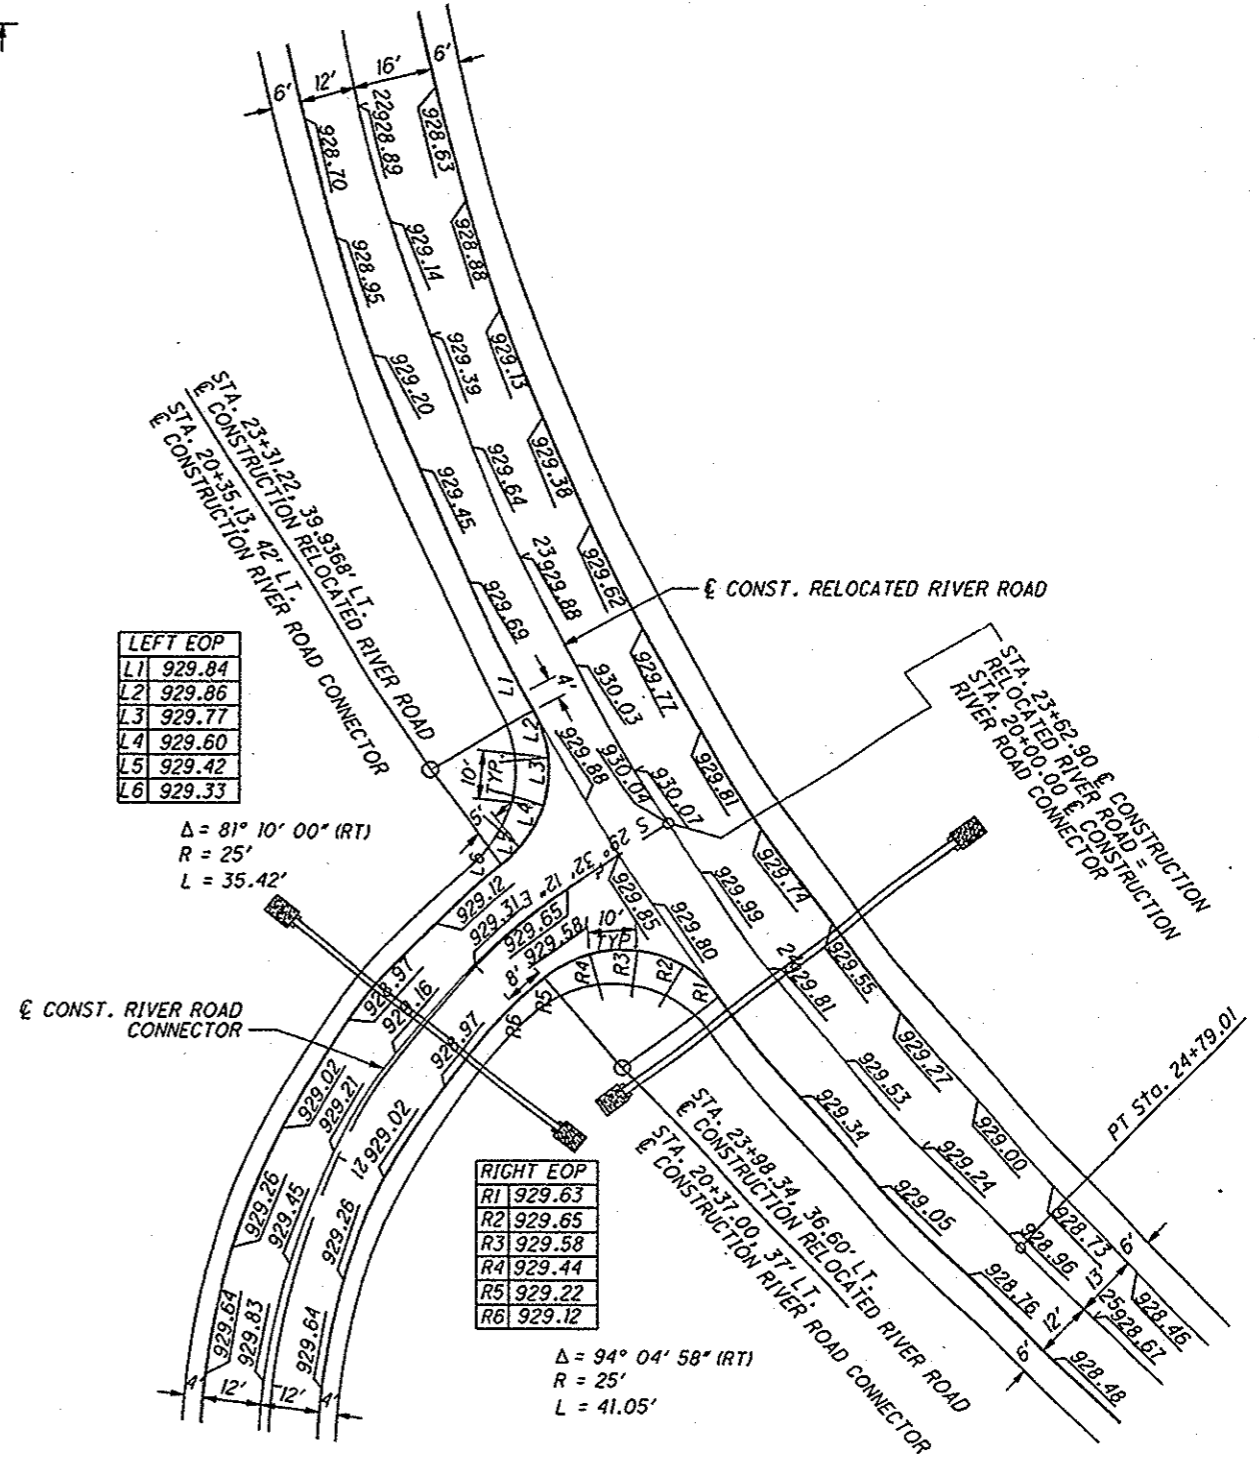 6'
12'
16'
6'
928.70
22928.89
928.63
928.95
929.14
928.88
929.20
929.39
929.13
929.45
929.64
929.38
929.69
23
929.88
929.62
STA. 23+31.22, 39.9368' LT.
℄ CONSTRUCTION RELOCATED RIVER ROAD
STA. 20+35.13, 42' LT.
℄ CONSTRUCTION RIVER ROAD CONNECTOR
℄ CONST. RELOCATED RIVER ROAD
LEFT EOP
L1 929.84
L2 929.86
L3 929.77
L4 929.60
L5 929.42
L6 929.33
Δ = 81° 10' 00" (RT)
R = 25'
L = 35.42'
L1
4'
L2
L3
L4
L5
L6
10'
TYP.
5'
930.03
929.77
929.88
930.04
930.07
929.81
STA. 23+62.90 ℄ CONSTRUCTION
RELOCATED RIVER ROAD =
STA. 20+00.00 ℄ CONSTRUCTION
RIVER ROAD CONNECTOR
S 29° 32' 12" E
929.12
929.31
929.65
929.58
929.85
929.80
929.99
929.74
10'
TYP
8'
R6
R5
R4
R3
R2
R1
24
929.81
929.55
928.97
929.16
928.97
℄ CONST. RIVER ROAD
CONNECTOR
929.02
929.21
21
929.02
929.26
929.45
929.26
929.64
929.83
929.64
4'
12'
12'
4'
929.53
929.27
929.34
929.24
929.00
929.05
PT Sta. 24+79.01
928.96
928.73
6'
928.76
25928.67
928.46
12'
6'
928.48
STA. 23+98.34, 36.60' LT.
℄ CONSTRUCTION RELOCATED RIVER ROAD
STA. 20+37.00, 37' LT.
℄ CONSTRUCTION RIVER ROAD CONNECTOR
RIGHT EOP
R1 929.63
R2 929.65
R3 929.58
R4 929.44
R5 929.22
R6 929.12
Δ = 94° 04' 58" (RT)
R = 25'
L = 41.05'